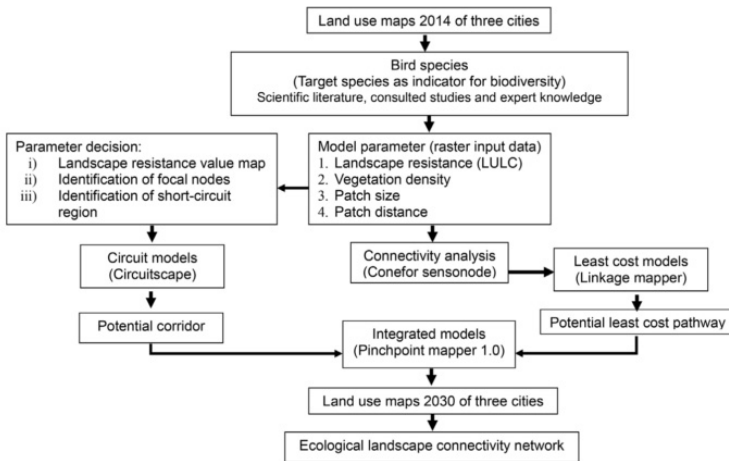 Land use maps 2014 of three cities
Bird species
(Target species as indicator for biodiversity)
Scientific literature, consulted studies and expert knowledge
Parameter decision:
i) Landscape resistance value map
ii) Identification of focal nodes
iii) Identification of short-circuit
region
Model parameter (raster input data)
1. Landscape resistance (LULC)
2. Vegetation density
3. Patch size
4. Patch distance
Circuit models
(Circuitscape)
Connectivity analysis
(Conefor sensonode)
Least cost models
(Linkage mapper)
Potential corridor
Integrated models
(Pinchpoint mapper 1.0)
Potential least cost pathway
Land use maps 2030 of three cities
Ecological landscape connectivity network